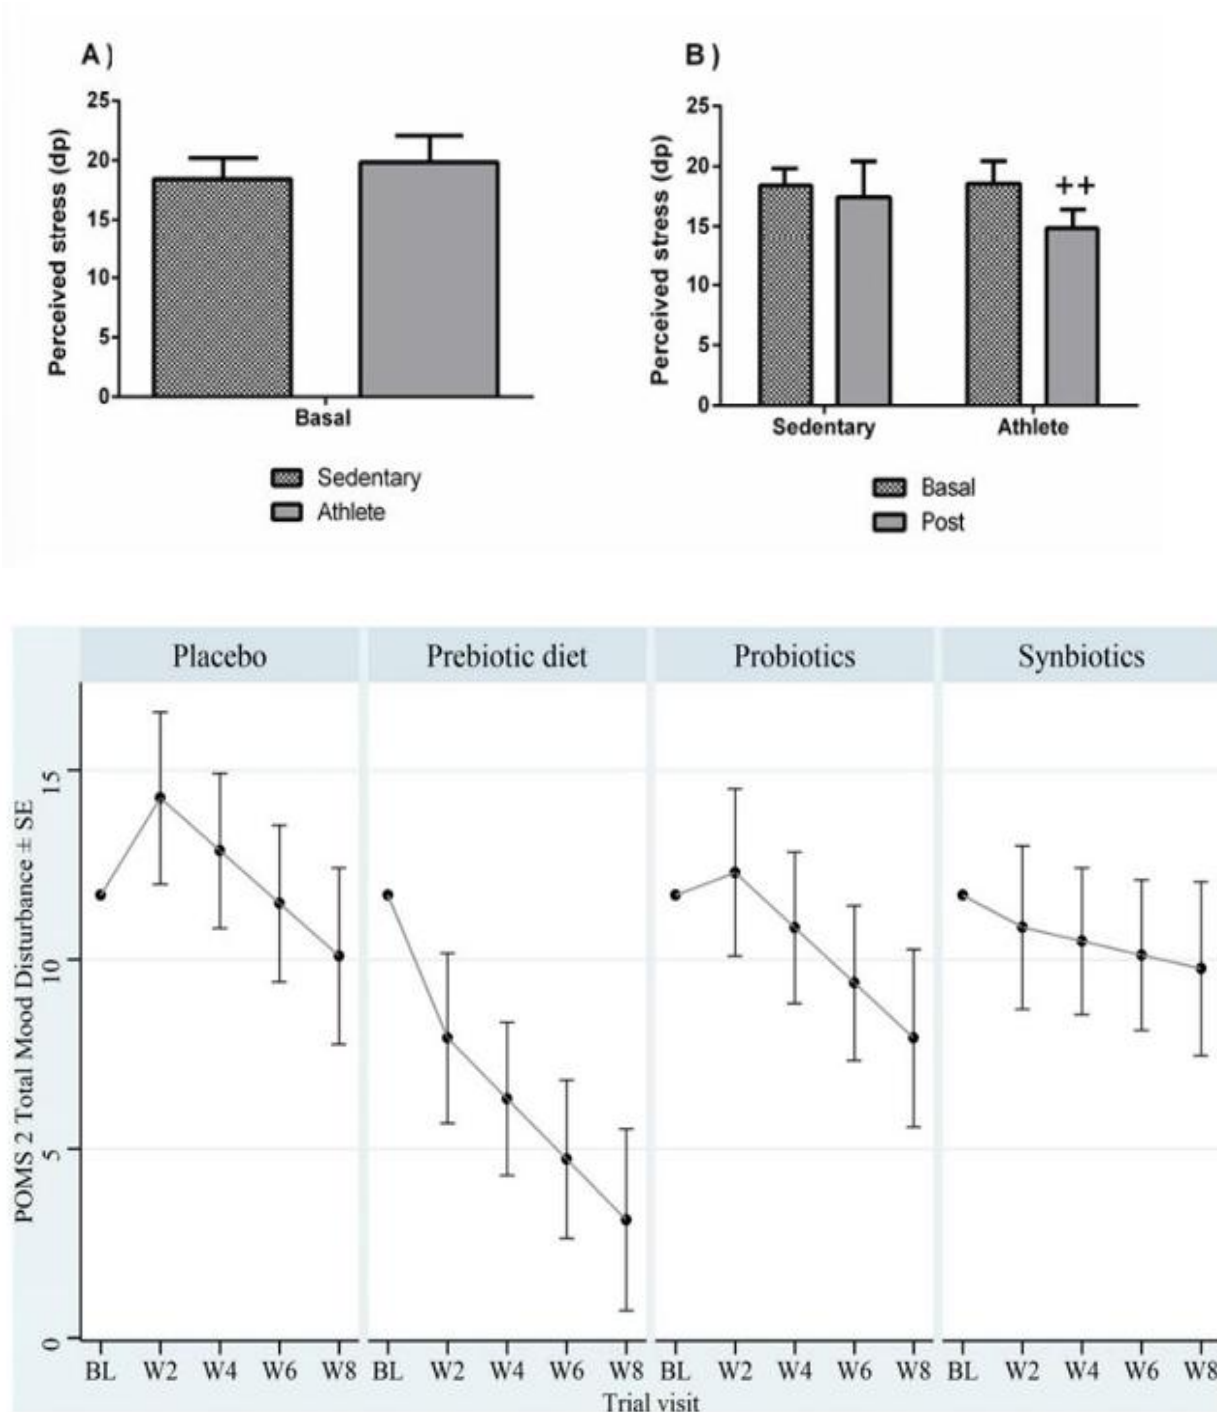 A)
25
20
15
10
5
0
Perceived stress (dp)
Basal
Sedentary
Athlete
B)
25
20
15
10
5
0
Perceived stress (dp)
++
Sedentary Athlete
Basal
Post
Placebo Prebiotic diet Probiotics Synbiotics
POMS 2 Total Mood Disturbance ± SE
15
10
5
0
BL W2 W4 W6 W8 BL W2 W4 W6 W8 BL W2 W4 W6 W8 BL W2 W4 W6 W8
Trial visit